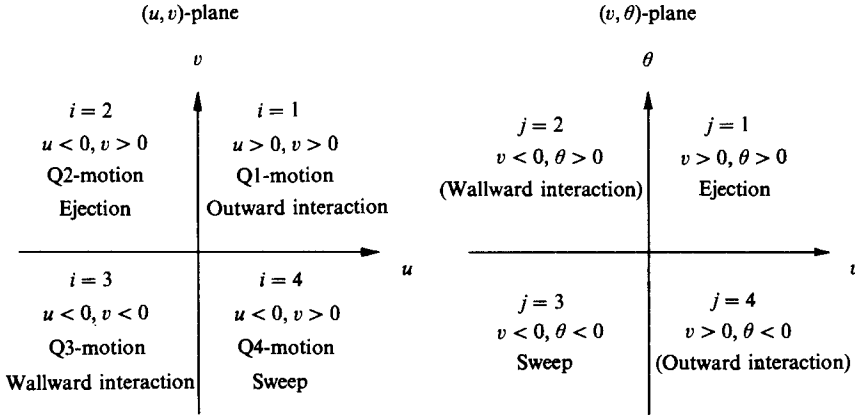 (u, v)-plane
v
i = 2
u < 0, v > 0
Q2-motion
Ejection
i = 1
u > 0, v > 0
Q1-motion
Outward interaction
u
i = 3
u < 0, v < 0
Q3-motion
Wallward interaction
i = 4
u < 0, v > 0
Q4-motion
Sweep
(v, θ)-plane
θ
j = 2
v < 0, θ > 0
(Wallward interaction)
j = 1
v > 0, θ > 0
Ejection
j = 3
v < 0, θ < 0
Sweep
j = 4
v > 0, θ < 0
(Outward interaction)